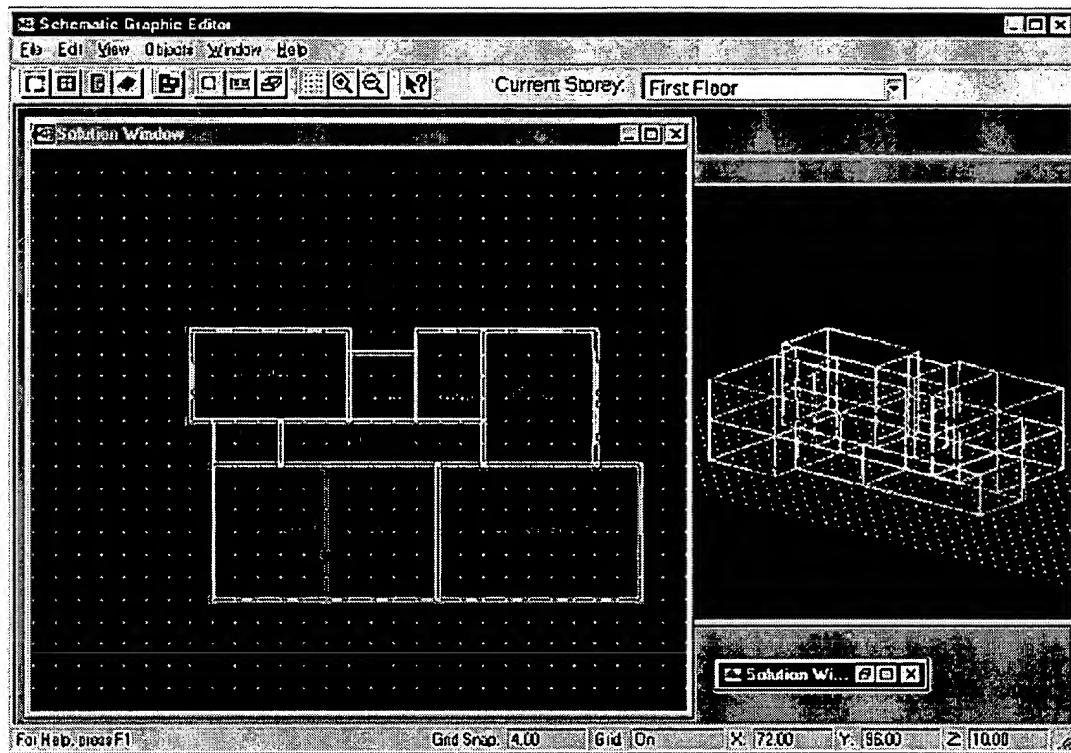 Schematic Graphic Editor
File Edit View Objects Window Help
Current Storey: First Floor
Solution Window
Solution Wi...
For Help, press F1 Grid Snap: 4.00 Grid On X: 72.00 Y: 96.00 Z: 10.00